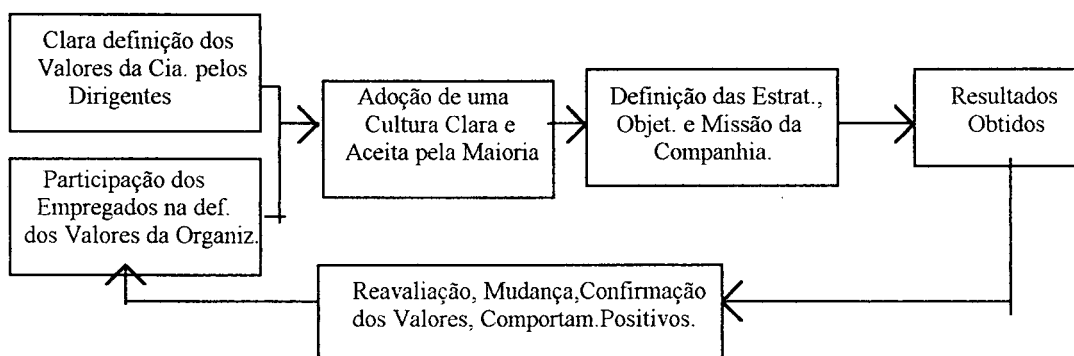 Clara definição dos
Valores da Cia. pelos
Dirigentes
Participação dos
Empregados na def.
dos Valores da Organiz.
Adoção de uma
Cultura Clara e
Aceita pela Maioria
Definição das Estrat.,
Objet. e Missão da
Companhia.
Resultados
Obtidos
Reavaliação, Mudança,Confirmação
dos Valores, Comportam.Positivos.